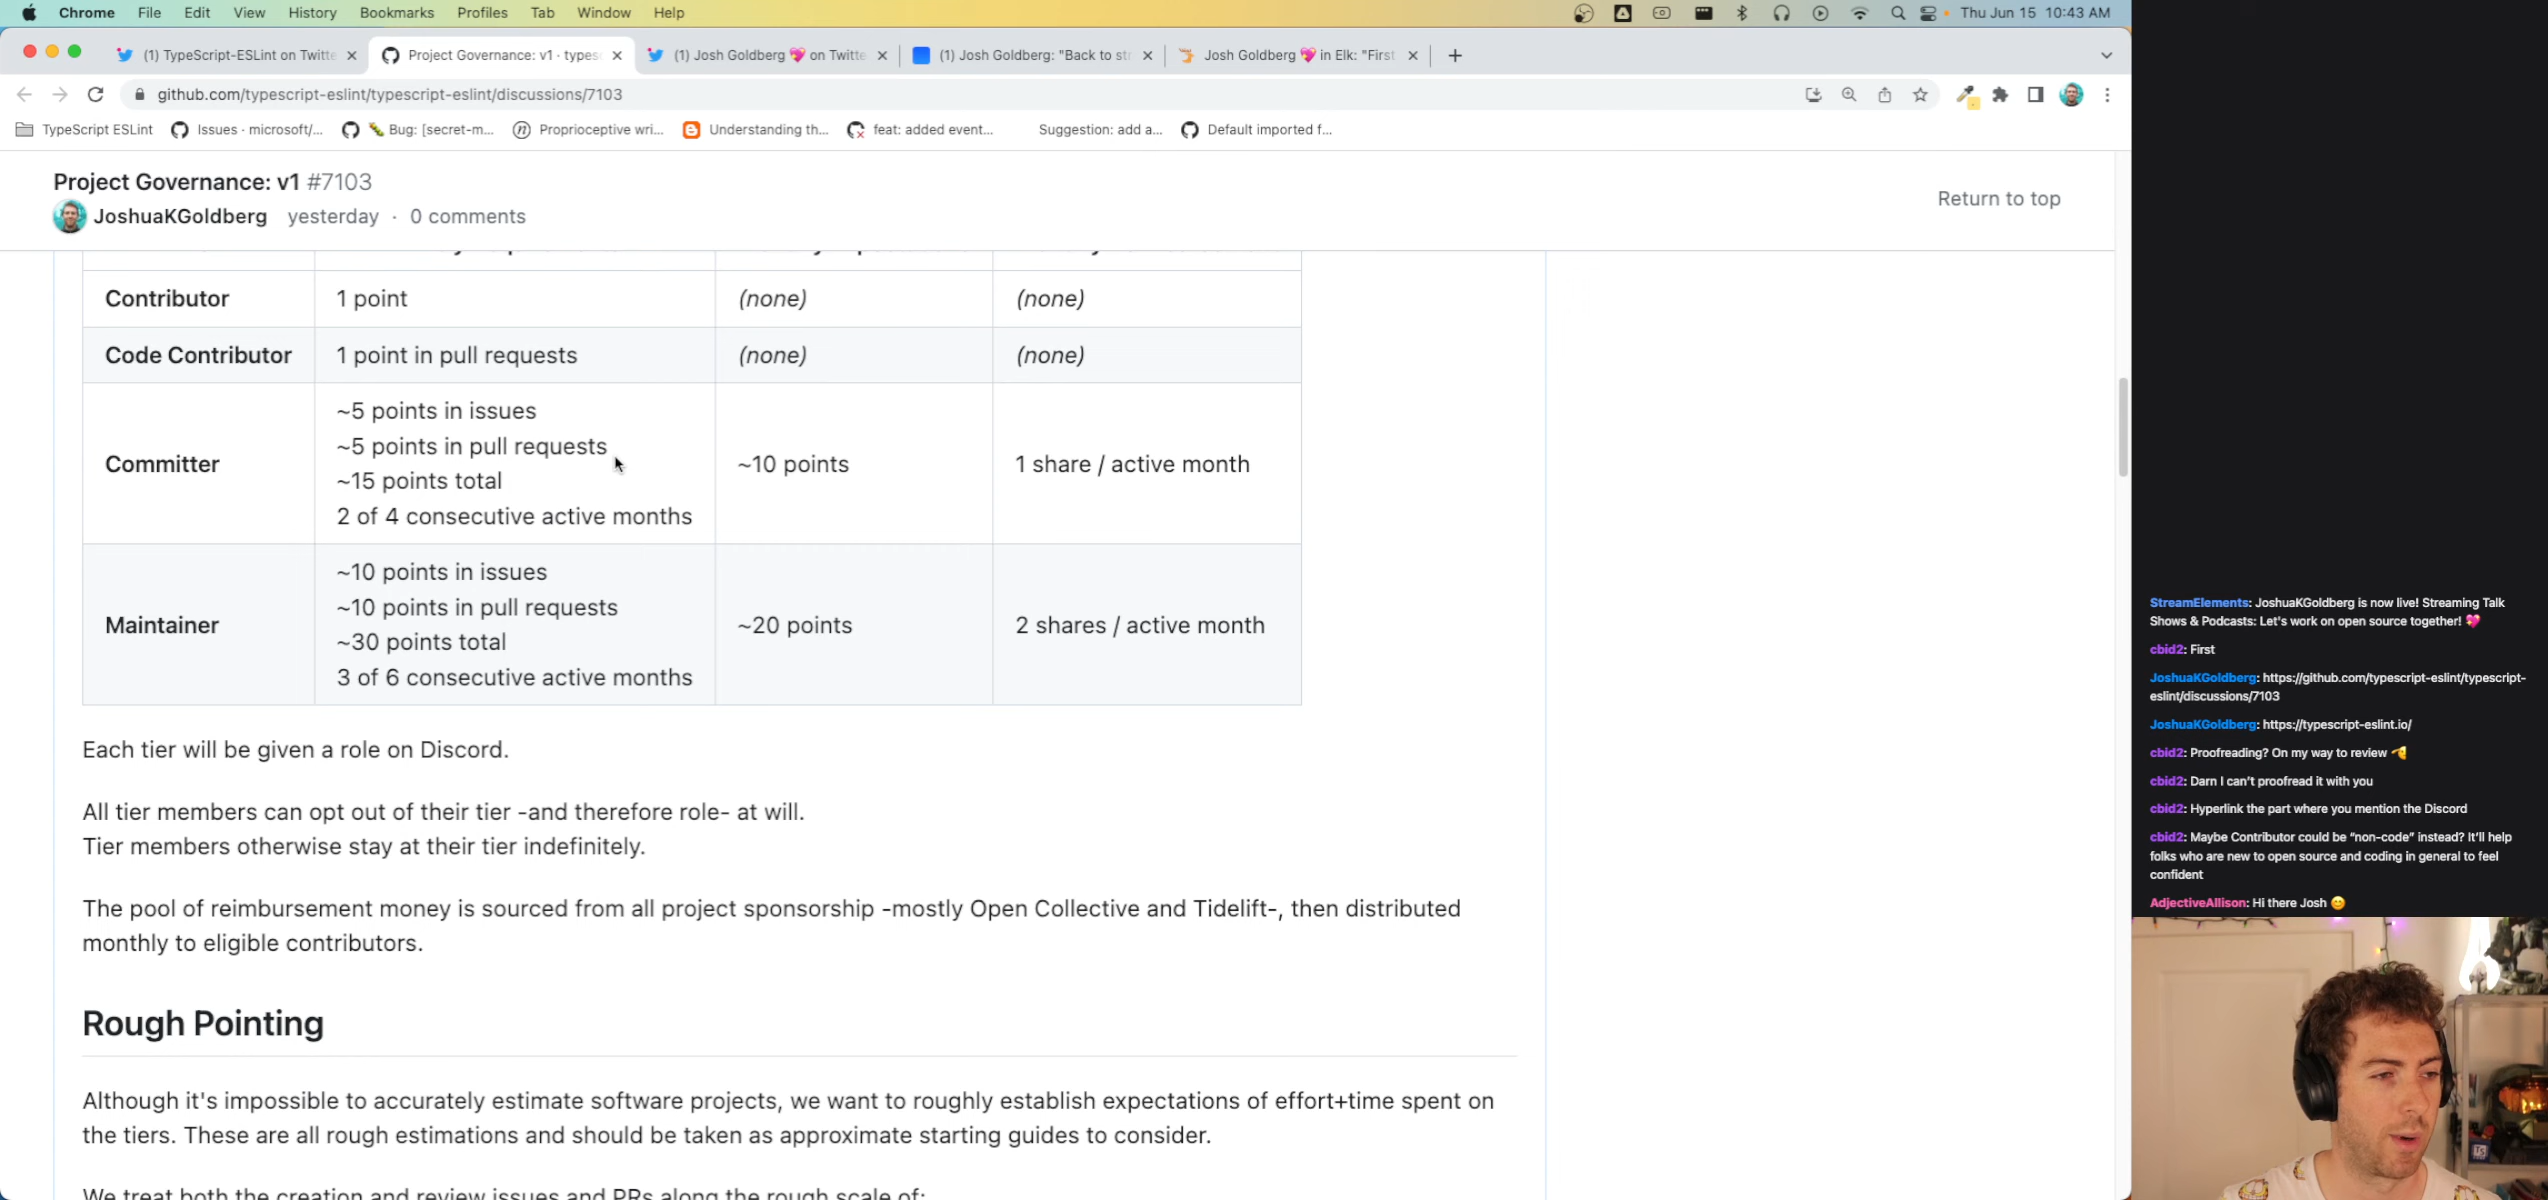 Chrome File Edit View History Bookmarks Profiles Tab Window Help Thu Jun 15 10:43 AM
(1) TypeScript-ESLint on Twitte
Project Governance: v1 · types
(1) Josh Goldberg 💖 on Twitte
(1) Josh Goldberg: "Back to str
Josh Goldberg 💖 in Elk: "First
github.com/typescript-eslint/typescript-eslint/discussions/7103
TypeScript ESLint
Issues · microsoft/...
🐛 Bug: [secret-m...
Proprioceptive wri...
Understanding th...
feat: added event...
Suggestion: add a...
Default imported f...
Project Governance: v1 #7103
JoshuaKGoldberg yesterday · 0 comments
Return to top
Contributor 1 point (none) (none)
Code Contributor 1 point in pull requests (none) (none)
Committer
~5 points in issues
~5 points in pull requests
~15 points total
2 of 4 consecutive active months
~10 points
1 share / active month
Maintainer
~10 points in issues
~10 points in pull requests
~30 points total
3 of 6 consecutive active months
~20 points
2 shares / active month
Each tier will be given a role on Discord.
All tier members can opt out of their tier -and therefore role- at will.
Tier members otherwise stay at their tier indefinitely.
The pool of reimbursement money is sourced from all project sponsorship -mostly Open Collective and Tidelift-, then distributed
monthly to eligible contributors.
Rough Pointing
Although it's impossible to accurately estimate software projects, we want to roughly establish expectations of effort+time spent on
the tiers. These are all rough estimations and should be taken as approximate starting guides to consider.
We treat both the creation and review issues and PRs along the rough scale of:
StreamElements: JoshuaKGoldberg is now live! Streaming Talk
Shows & Podcasts: Let's work on open source together! 💖
cbid2: First
JoshuaKGoldberg: https://github.com/typescript-eslint/typescript-
eslint/discussions/7103
JoshuaKGoldberg: https://typescript-eslint.io/
cbid2: Proofreading? On my way to review 🫡
cbid2: Darn I can't proofread it with you
cbid2: Hyperlink the part where you mention the Discord
cbid2: Maybe Contributor could be "non-code" instead? It'll help
folks who are new to open source and coding in general to feel
confident
AdjectiveAllison: Hi there Josh 😊